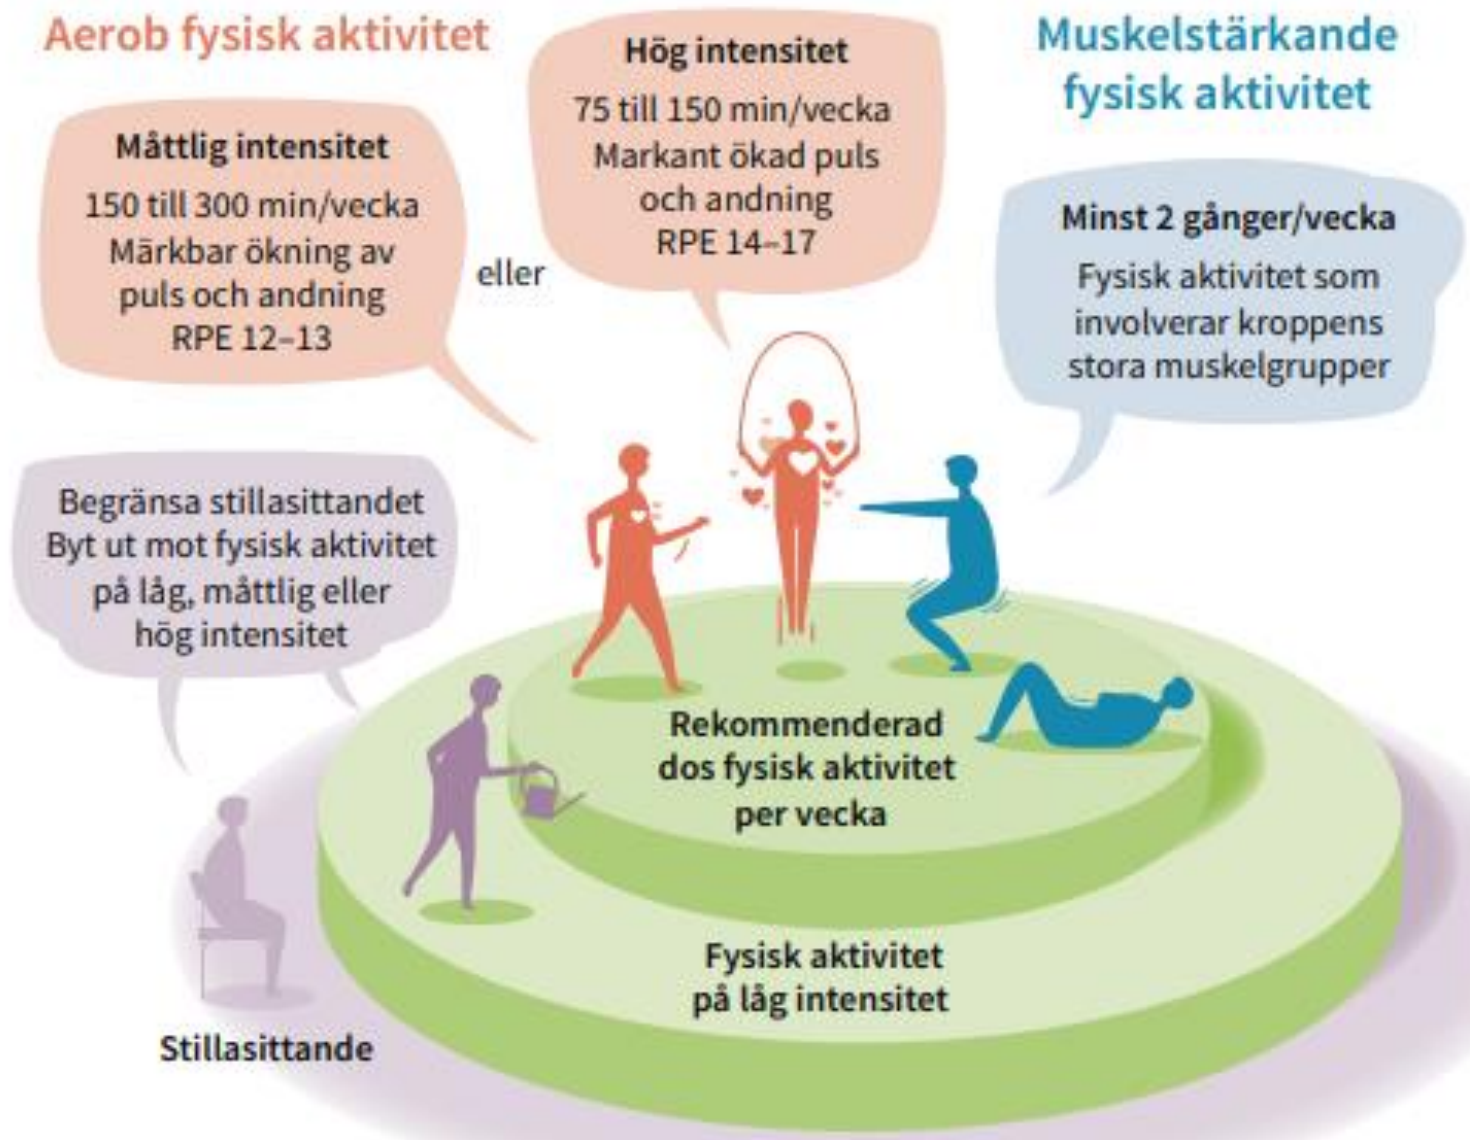 Aerob fysisk aktivitet
Måttlig intensitet
150 till 300 min/vecka
Märkbar ökning av
puls och andning
RPE 12–13
eller
Hög intensitet
75 till 150 min/vecka
Markant ökad puls
och andning
RPE 14–17
Muskelstärkande
fysisk aktivitet
Minst 2 gånger/vecka
Fysisk aktivitet som
involverar kroppens
stora muskelgrupper
Begränsa stillasittandet
Byt ut mot fysisk aktivitet
på låg, måttlig eller
hög intensitet
Rekommenderad
dos fysisk aktivitet
per vecka
Fysisk aktivitet
på låg intensitet
Stillasittande